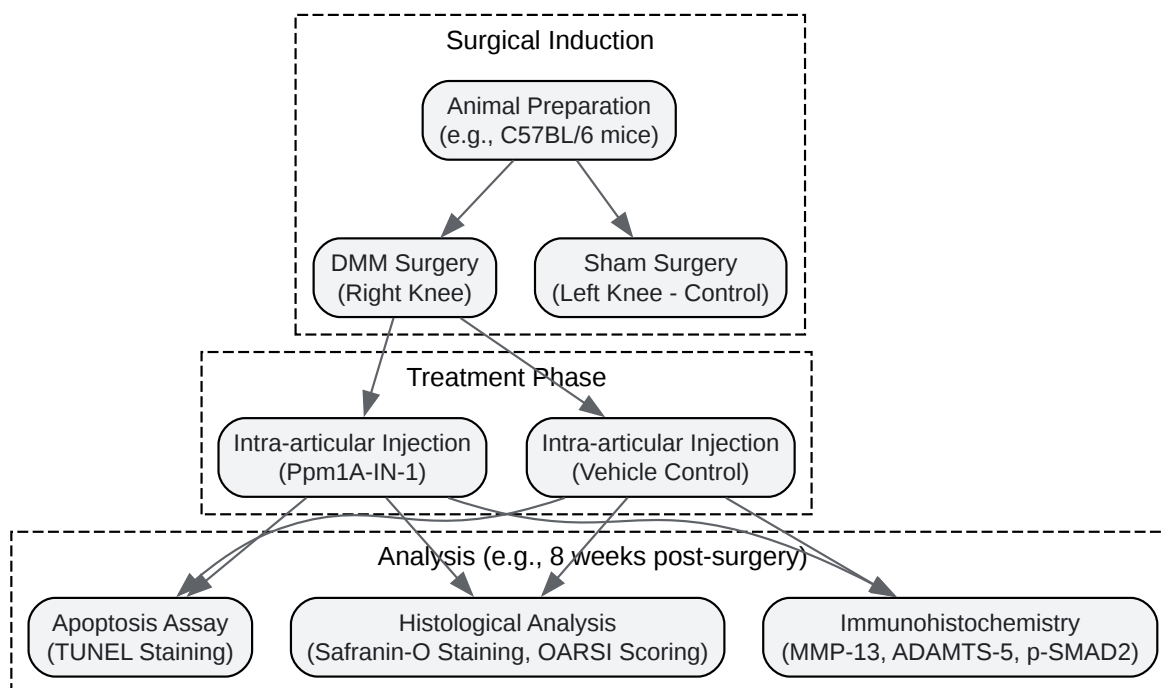 Surgical Induction
Animal Preparation
(e.g., C57BL/6 mice)
DMM Surgery
(Right Knee)
Sham Surgery
(Left Knee - Control)
Treatment Phase
Intra-articular Injection
(Ppm1A-IN-1)
Intra-articular Injection
(Vehicle Control)
Analysis (e.g., 8 weeks post-surgery)
Apoptosis Assay
(TUNEL Staining)
Histological Analysis
(Safranin-O Staining, OARSI Scoring)
Immunohistochemistry
(MMP-13, ADAMTS-5, p-SMAD2)